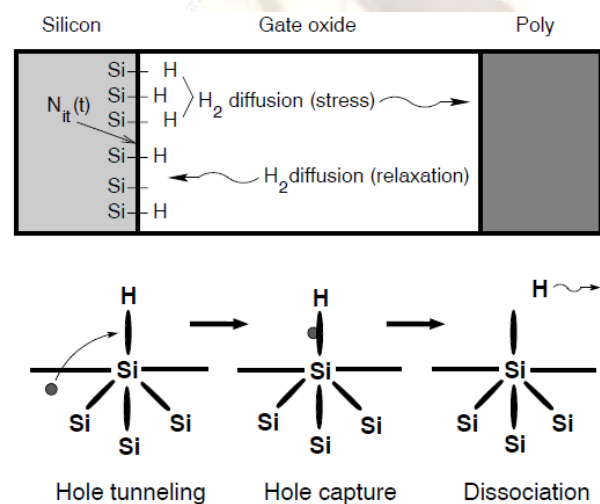 Silicon Gate oxide Poly
Si H
Si H H2 diffusion (stress)
Si H
Nit(t)
Si H
Si H2diffusion (relaxation)
Si H
H H H
Si Si Si
Si Si Si Si Si Si
Si Si Si
Hole tunneling Hole capture Dissociation